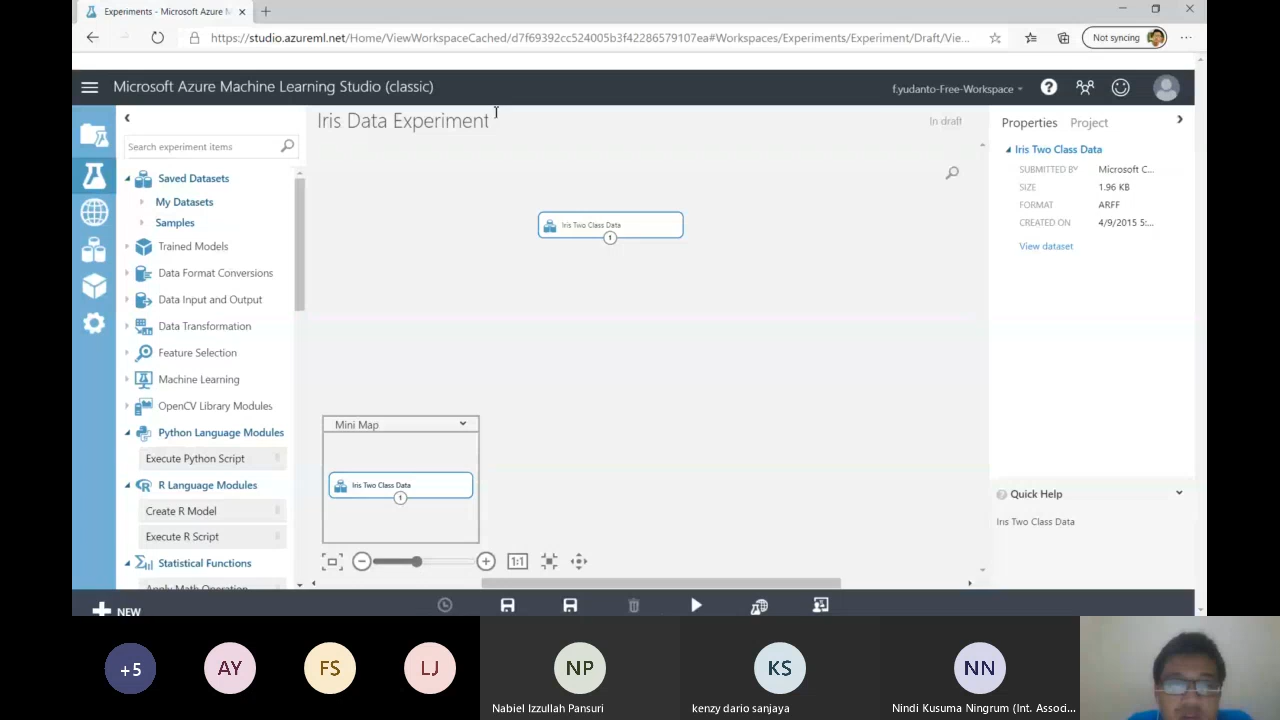 Experiments - Microsoft Azure M
https://studio.azureml.net/Home/ViewWorkspaceCached/d7f69392cc524005b3f42286579107ea#Workspaces/Experiments/Experiment/Draft/Vie...
Not syncing
Microsoft Azure Machine Learning Studio (classic)
f.yudanto-Free-Workspace
Search experiment items
Saved Datasets
My Datasets
Samples
Trained Models
Data Format Conversions
Data Input and Output
Data Transformation
Feature Selection
Machine Learning
OpenCV Library Modules
Python Language Modules
Execute Python Script
R Language Modules
Create R Model
Execute R Script
Statistical Functions
Apply Math Operation
NEW
Iris Data Experiment
In draft
Iris Two Class Data
1
Mini Map
Iris Two Class Data
1
1:1
Properties Project
Iris Two Class Data
SUBMITTED BY Microsoft C...
SIZE 1.96 KB
FORMAT ARFF
CREATED ON 4/9/2015 5:...
View dataset
Quick Help
Iris Two Class Data
+5
AY
FS
LJ
NP
Nabiel Izzullah Pansuri
KS
kenzy dario sanjaya
NN
Nindi Kusuma Ningrum (Int. Associ...